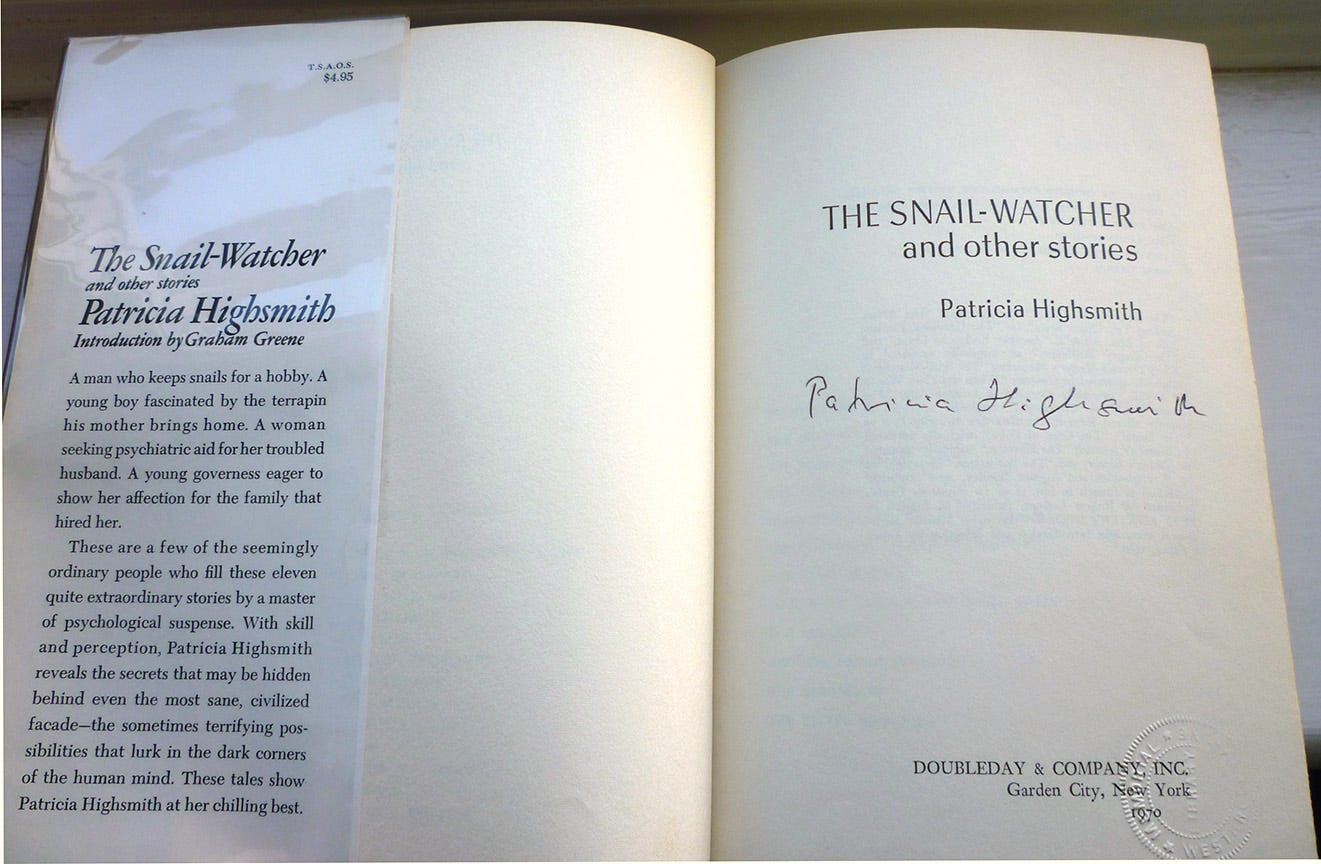 T.S.A.O.S.
$4.95
The Snail-Watcher
and other stories
Patricia Highsmith
Introduction by Graham Greene
A man who keeps snails for a hobby. A
young boy fascinated by the terrapin
his mother brings home. A woman
seeking psychiatric aid for her troubled
husband. A young governess eager to
show her affection for the family that
hired her.
These are a few of the seemingly
ordinary people who fill these eleven
quite extraordinary stories by a master
of psychological suspense. With skill
and perception, Patricia Highsmith
reveals the secrets that may be hidden
behind even the most sane, civilized
facade—the sometimes terrifying pos-
sibilities that lurk in the dark corners
of the human mind. These tales show
Patricia Highsmith at her chilling best.
THE SNAIL-WATCHER
and other stories
Patricia Highsmith
Patricia Highsmith
DOUBLEDAY & COMPANY, INC.
Garden City, New York
1970
WEST